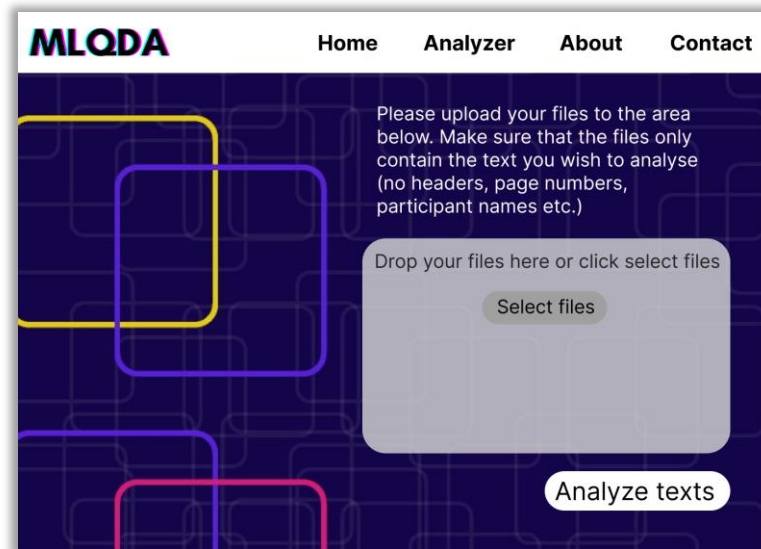 MLQDA
Home Analyzer About Contact
Please upload your files to the area
below. Make sure that the files only
contain the text you wish to analyse
(no headers, page numbers,
participant names etc.)
Drop your files here or click select files
Select files
Analyze texts